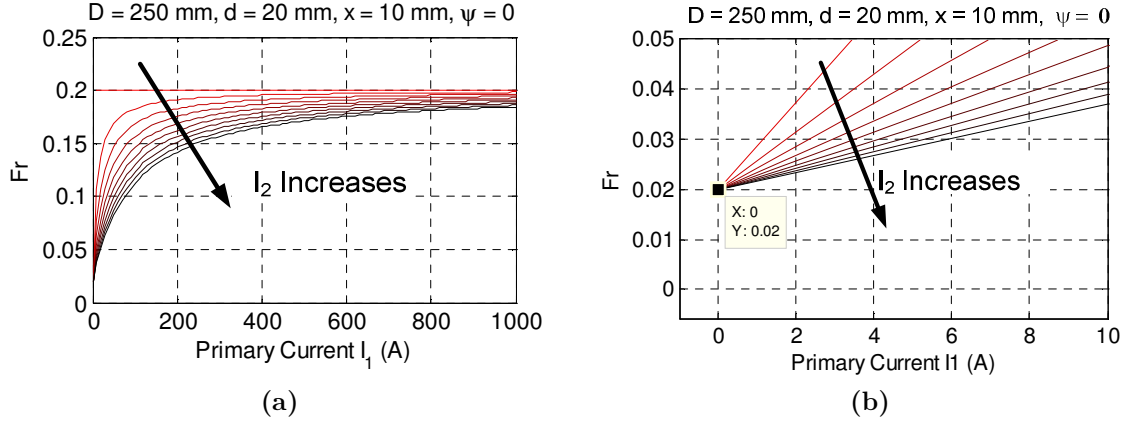 D = 250 mm, d = 20 mm, x = 10 mm, ψ = 0
0.25
0.2
0.15
0.1
0.05
0
Fr
I₂ Increases
0 200 400 600 800 1000
Primary Current I₁ (A)
(a)
D = 250 mm, d = 20 mm, x = 10 mm, ψ = 0
0.05
0.04
0.03
0.02
0.01
0
Fr
I₂ Increases
X: 0
Y: 0.02
0 2 4 6 8 10
Primary Current I1 (A)
(b)